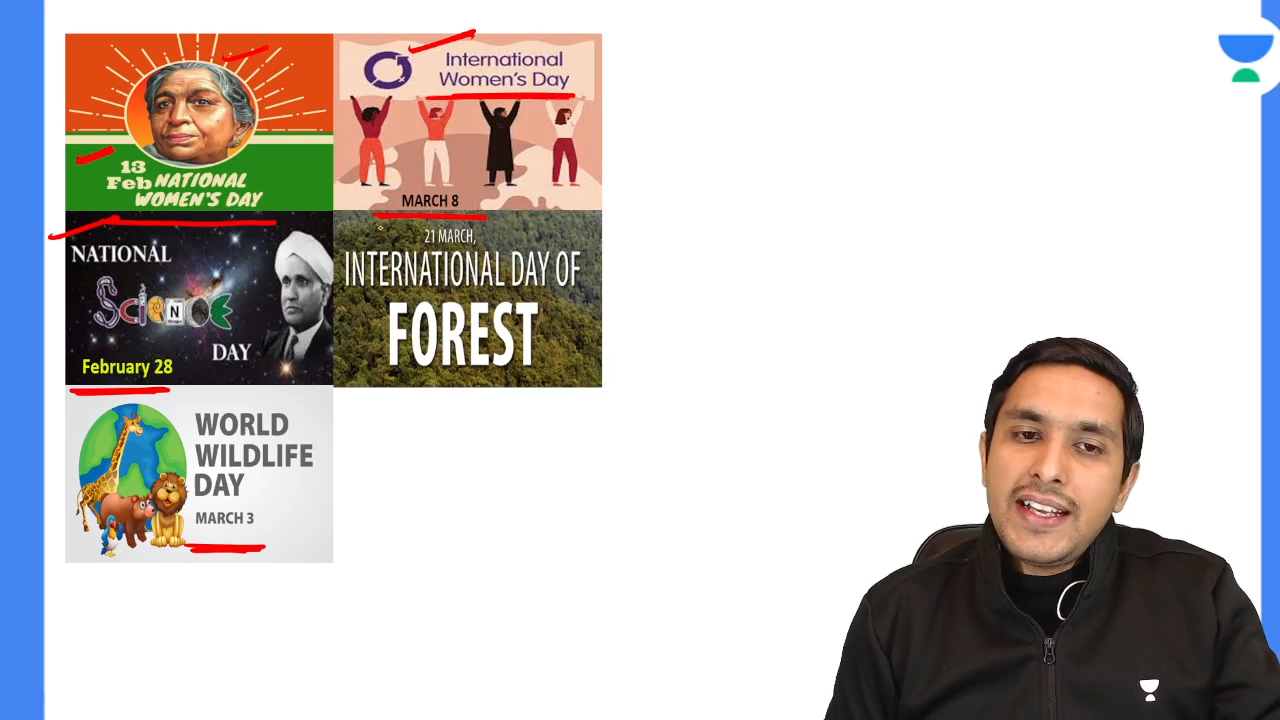 13
Feb NATIONAL
WOMEN'S DAY
International
Women's Day
MARCH 8
NATIONAL
SCIENCE
DAY
February 28
21 MARCH,
INTERNATIONAL DAY OF
FOREST
WORLD
WILDLIFE
DAY
MARCH 3